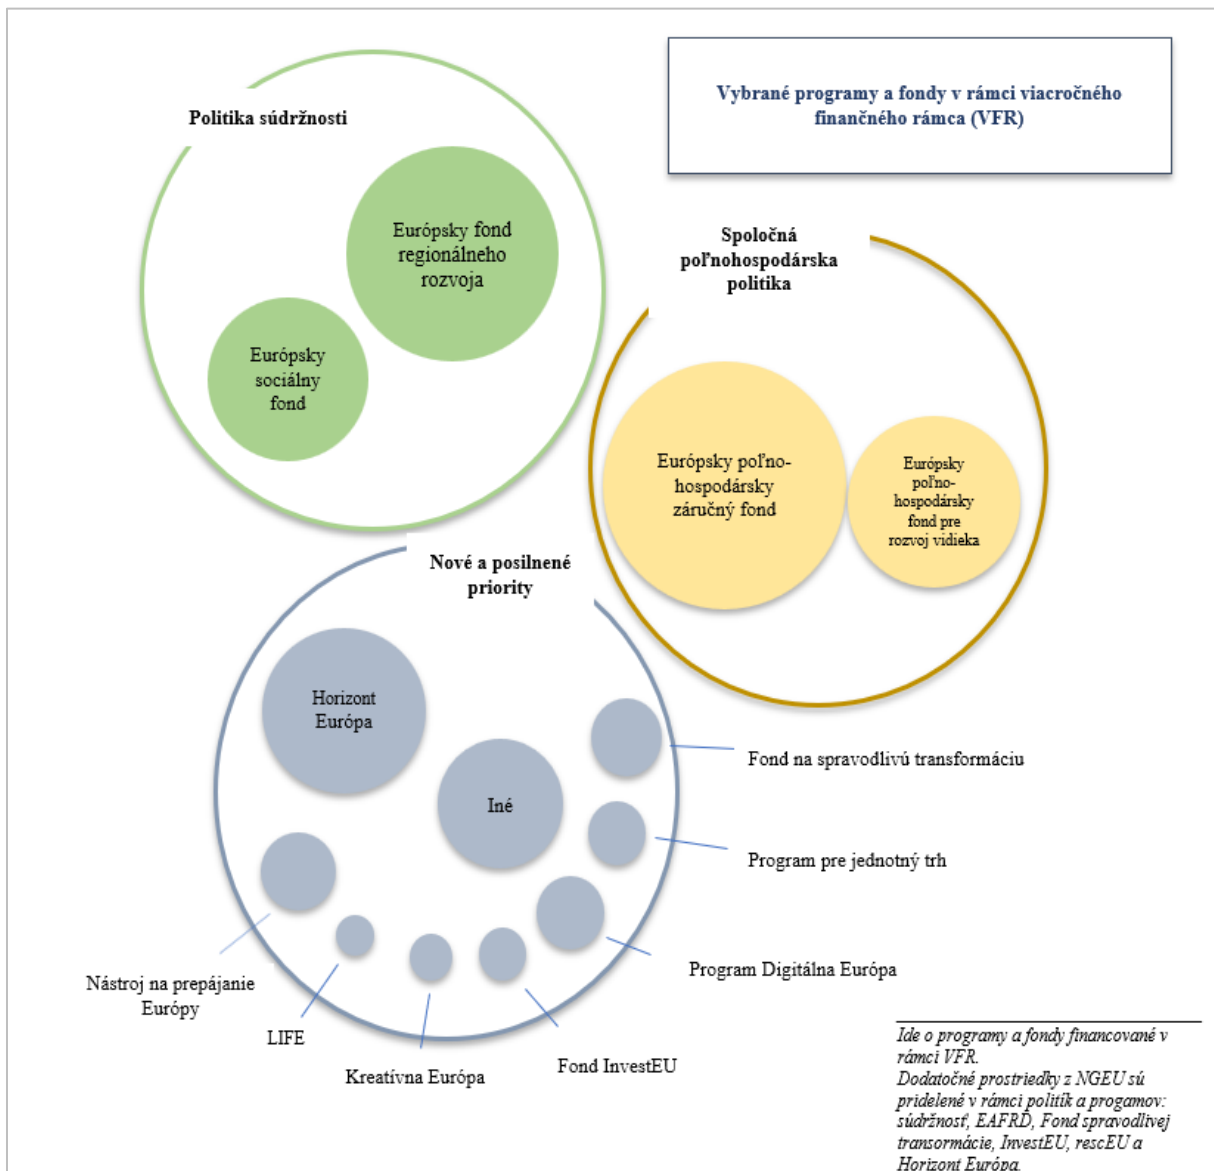 Vybrané programy a fondy v rámci viacročného
finančného rámca (VFR)
Politika súdržnosti
Európsky fond
regionálneho
rozvoja
Európsky
sociálny
fond
Spoločná
poľnohospodárska
politika
Európsky poľno-
hospodársky
záručný fond
Európsky
poľno-
hospodársky
fond pre
rozvoj vidieka
Nové a posilnené
priority
Horizont
Európa
Iné
Fond na spravodlivú transformáciu
Program pre jednotný trh
Program Digitálna Európa
Fond InvestEU
Kreatívna Európa
LIFE
Nástroj na prepájanie
Európy
Ide o programy a fondy financované v
rámci VFR.
Dodatočné prostriedky z NGEU sú
pridelené v rámci politík a progamov:
súdržnosť, EAFRD, Fond spravodlivej
transormácie, InvestEU, rescEU a
Horizont Európa.